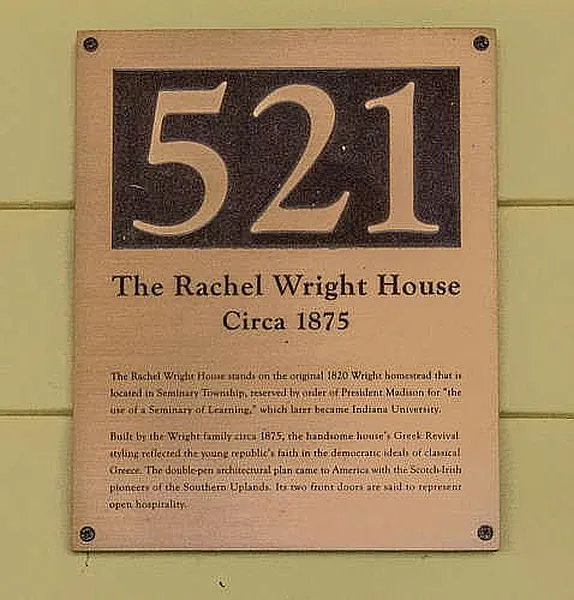 521
The Rachel Wright House
Circa 1875
The Rachel Wright House stands on the original 1820 Wright homestead that is
located in Seminary Township, reserved by order of President Madison for "the
use of a Seminary of Learning," which later became Indiana University.
Built by the Wright family circa 1875, the handsome house's Greek Revival
styling reflected the young republic's faith in the democratic ideals of classical
Greece. The double-pen architectural plan came to America with the Scotch-Irish
pioneers of the Southern Uplands. Its two front doors are said to represent
open hospitality.